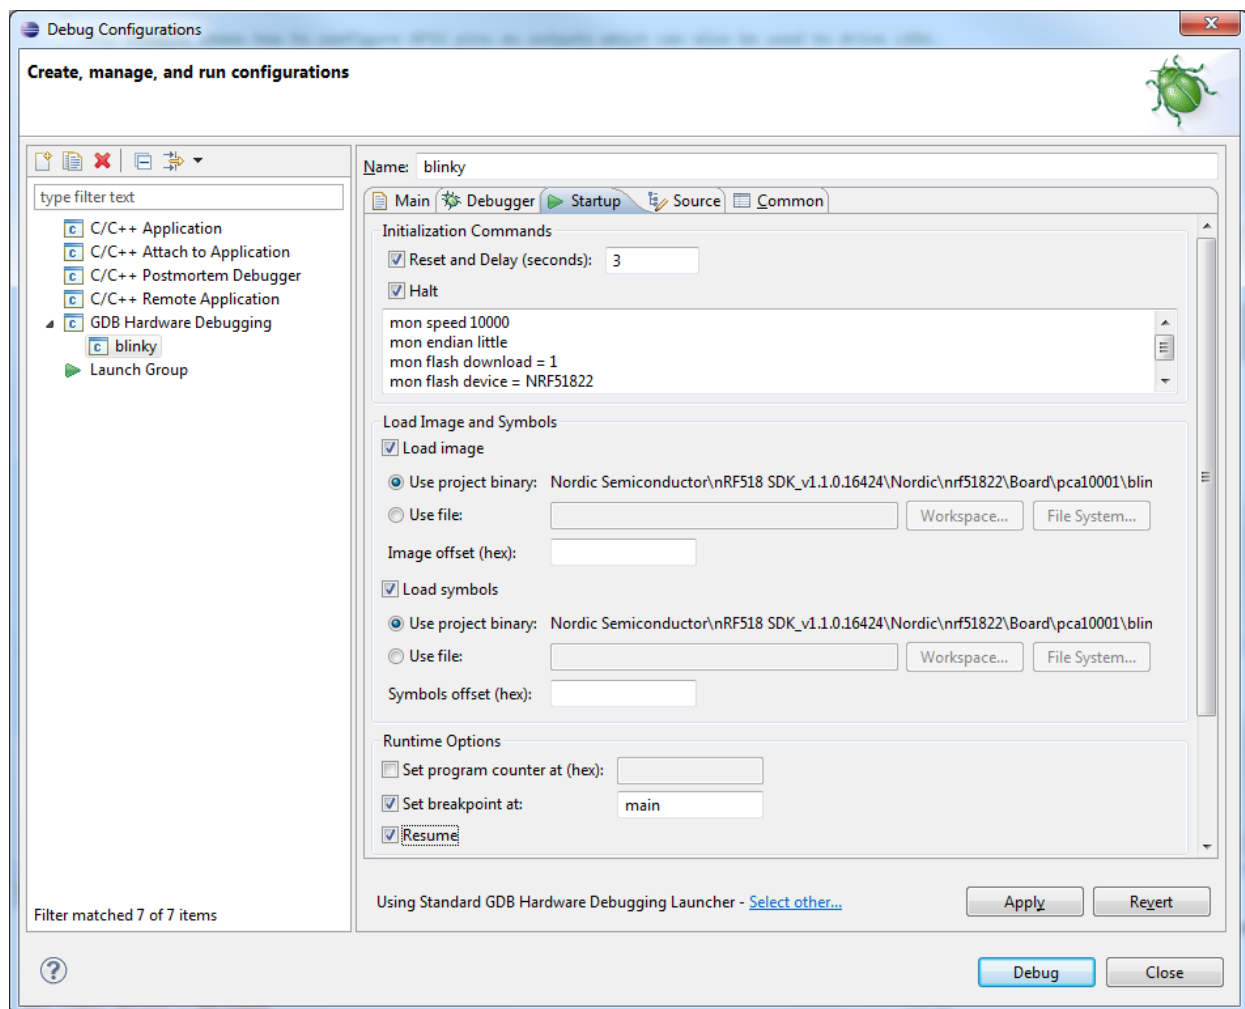 Debug Configurations
Create, manage, and run configurations
type filter text
C/C++ Application
C/C++ Attach to Application
C/C++ Postmortem Debugger
C/C++ Remote Application
GDB Hardware Debugging
blinky
Launch Group
Filter matched 7 of 7 items
Name: blinky
Main Debugger Startup Source Common
Initialization Commands
Reset and Delay (seconds): 3
Halt
mon speed 10000
mon endian little
mon flash download = 1
mon flash device = NRF51822
Load Image and Symbols
Load image
Use project binary: Nordic Semiconductor\nRF518 SDK_v1.1.0.16424\Nordic\nrf51822\Board\pca10001\blin
Use file: Workspace... File System...
Image offset (hex):
Load symbols
Use project binary: Nordic Semiconductor\nRF518 SDK_v1.1.0.16424\Nordic\nrf51822\Board\pca10001\blin
Use file: Workspace... File System...
Symbols offset (hex):
Runtime Options
Set program counter at (hex):
Set breakpoint at: main
Resume
Using Standard GDB Hardware Debugging Launcher - Select other...
Apply Revert
Debug Close